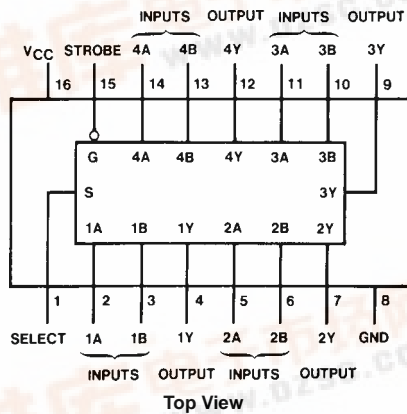 INPUTS OUTPUT INPUTS OUTPUT
VCC STROBE 4A 4B 4Y 3A 3B 3Y
16 15 14 13 12 11 10 9
G 4A 4B 4Y 3A 3B
S 3Y
1A 1B 1Y 2A 2B 2Y
1 2 3 4 5 6 7 8
SELECT 1A 1B 1Y 2A 2B 2Y GND
INPUTS OUTPUT INPUTS OUTPUT
Top View